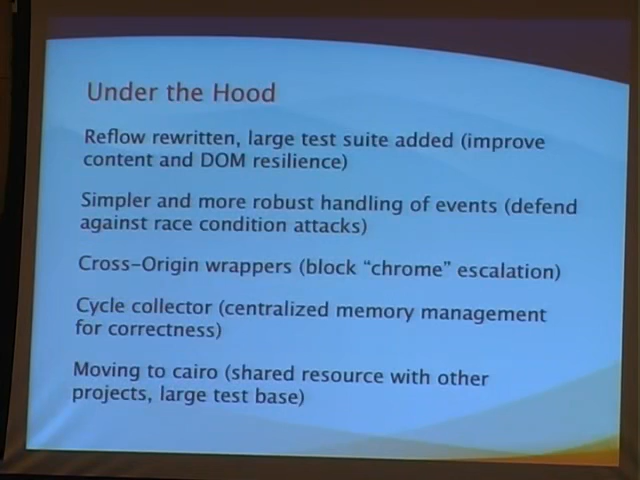 Under the Hood
Reflow rewritten, large test suite added (improve
content and DOM resilience)
Simpler and more robust handling of events (defend
against race condition attacks)
Cross-Origin wrappers (block “chrome” escalation)
Cycle collector (centralized memory management
for correctness)
Moving to cairo (shared resource with other
projects, large test base)